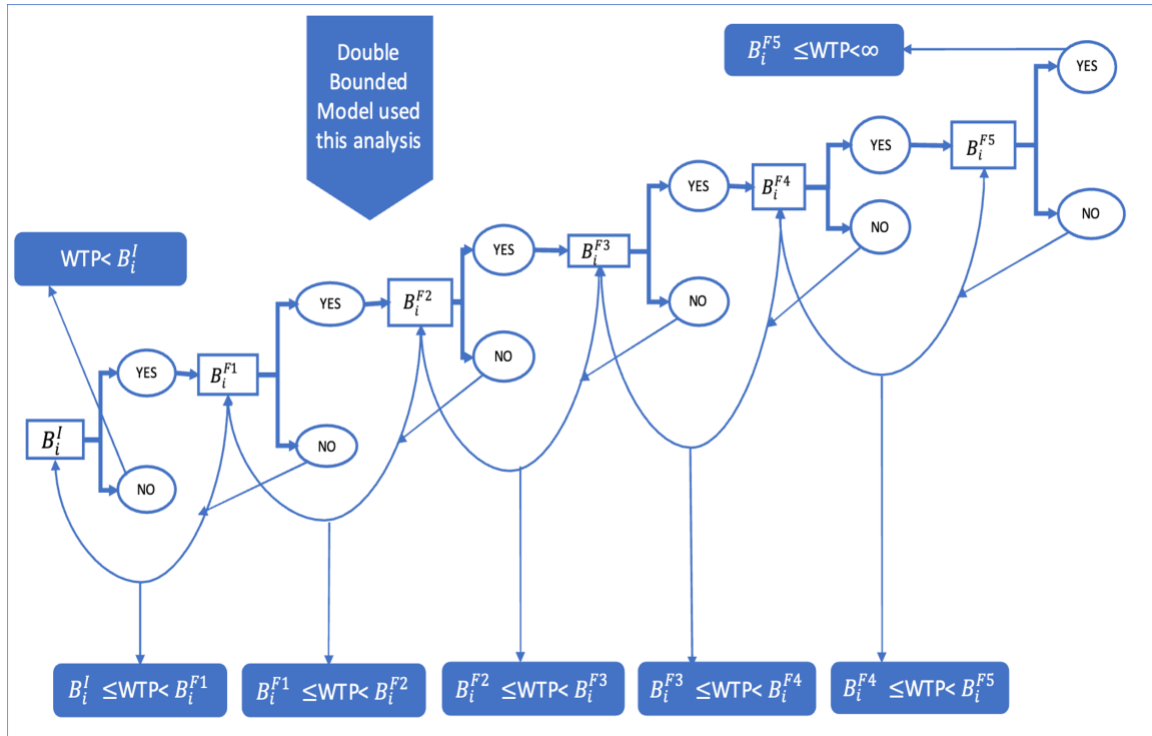 Double
Bounded
Model used
this analysis
$B_i^{F5}$ ≤WTP<∞
YES
YES
$B_i^{F5}$
YES
$B_i^{F4}$
NO
NO
YES
$B_i^{F3}$
WTP< $B_i^I$
YES
$B_i^{F2}$
NO
NO
YES
$B_i^{F1}$
$B_i^I$
NO
NO
$B_i^I$ ≤WTP< $B_i^{F1}$
$B_i^{F1}$ ≤WTP< $B_i^{F2}$
$B_i^{F2}$ ≤WTP< $B_i^{F3}$
$B_i^{F3}$ ≤WTP< $B_i^{F4}$
$B_i^{F4}$ ≤WTP< $B_i^{F5}$